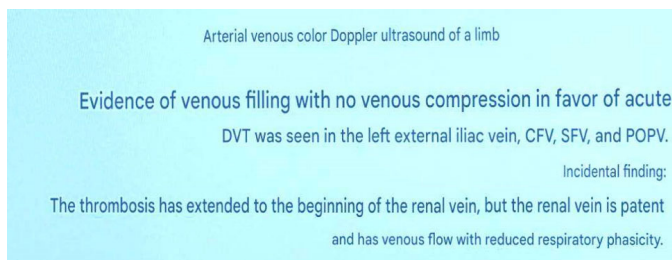 Arterial venous color Doppler ultrasound of a limb
Evidence of venous filling with no venous compression in favor of acute
DVT was seen in the left external iliac vein, CFV, SFV, and POPV.
Incidental finding:
The thrombosis has extended to the beginning of the renal vein, but the renal vein is patent
and has venous flow with reduced respiratory phasicity.